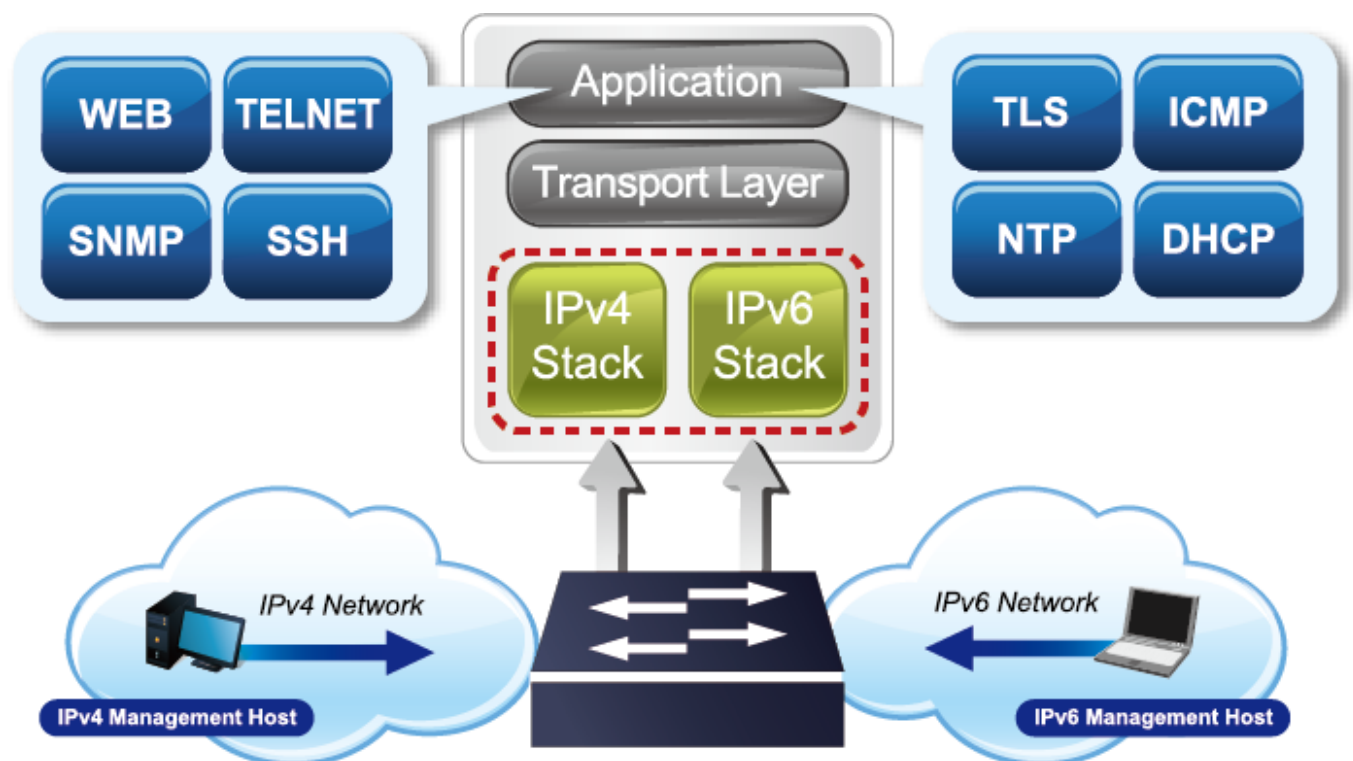 WEB
TELNET
SNMP
SSH
Application
Transport Layer
IPv4
Stack
IPv6
Stack
TLS
ICMP
NTP
DHCP
IPv4 Network
IPv4 Management Host
IPv6 Network
IPv6 Management Host